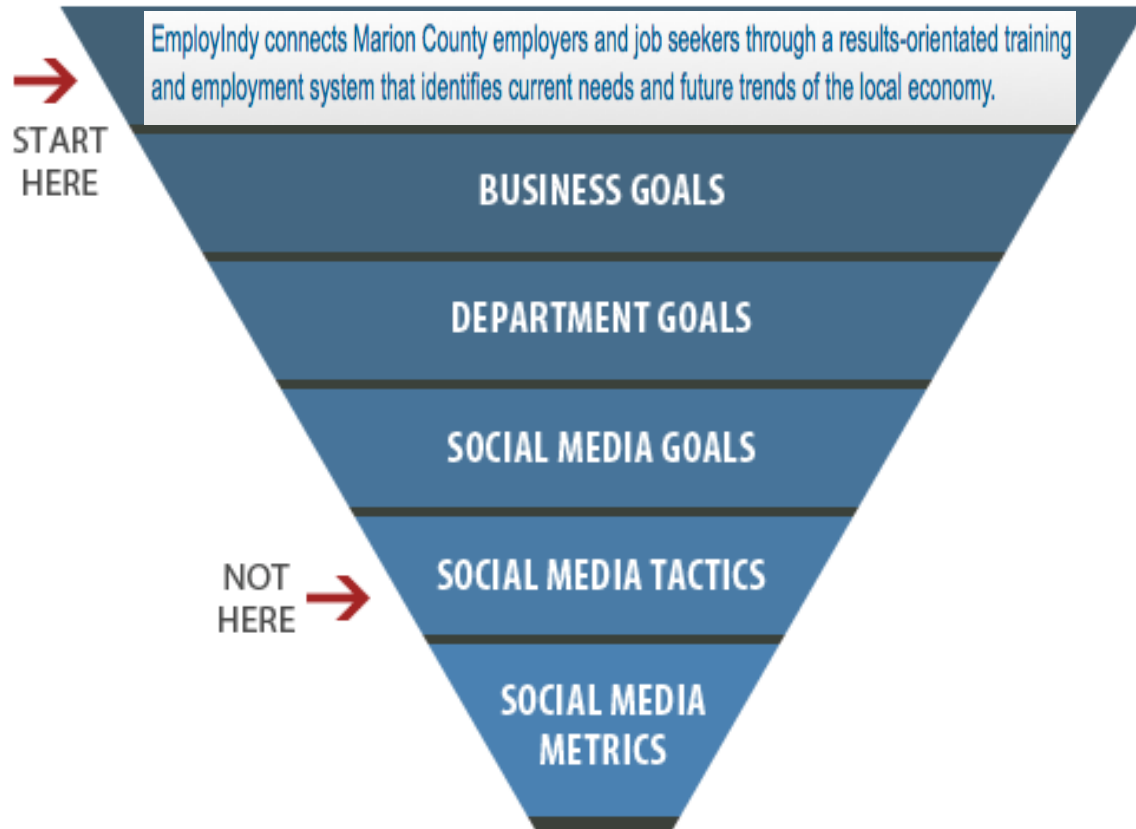 EmployIndy connects Marion County employers and job seekers through a results-orientated training
and employment system that identifies current needs and future trends of the local economy.
START
HERE
BUSINESS GOALS
DEPARTMENT GOALS
SOCIAL MEDIA GOALS
NOT
HERE
SOCIAL MEDIA TACTICS
SOCIAL MEDIA
METRICS